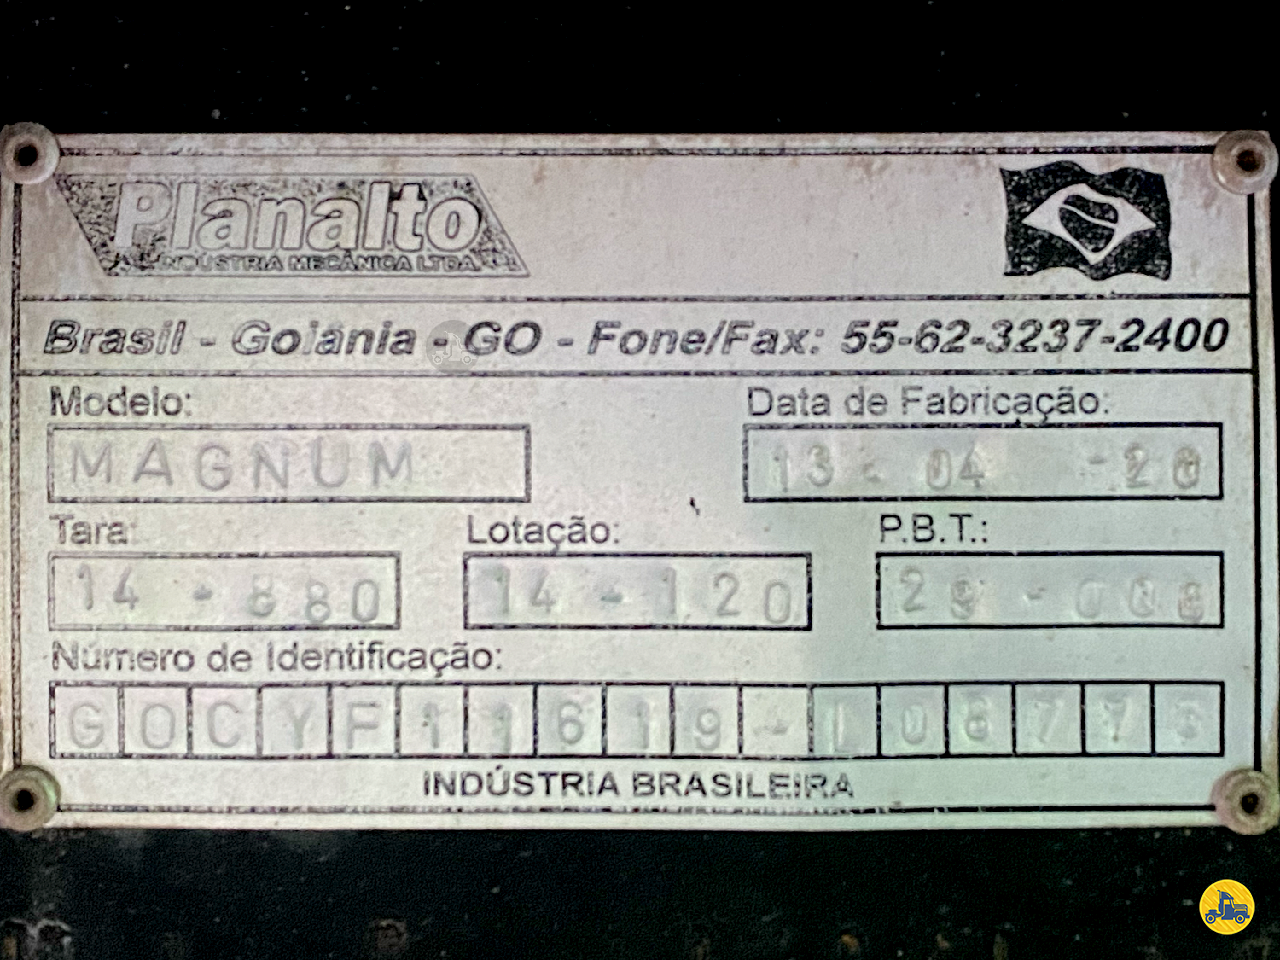 Planalto
INDÚSTRIA MECÂNICA LTDA
Brasil - Goiânia - GO - Fone/Fax: 55-62-3237-2400
Modelo: Data de Fabricação:
MAGNUM 13-04-20
Tara: Lotação: P.B.T.:
14-880 14-120 29-000
Número de Identificação:
INDÚSTRIA BRASILEIRA